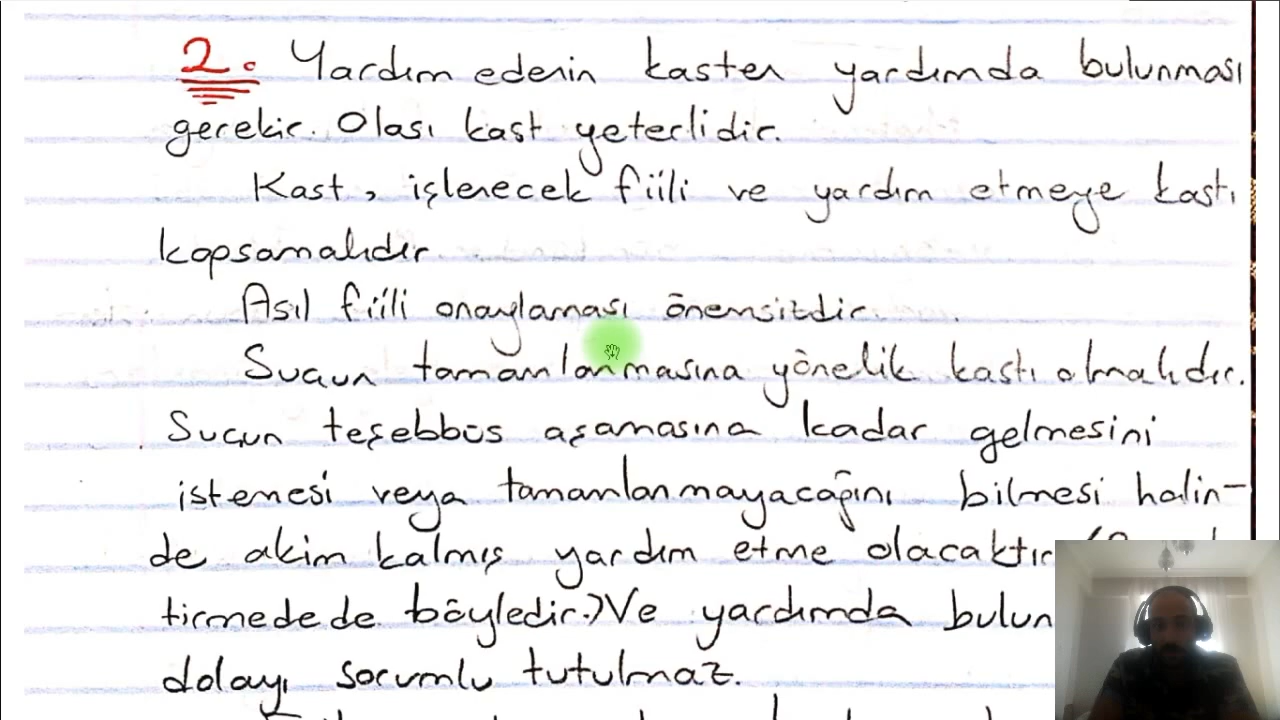 2. Yardım edenin kasten yardımda bulunması
gerekir. Olası kast yeterlidir.
Kast, işlenecek fiili ve yardım etmeye kastı
kapsamalıdır.
Asıl fiili onaylaması önemsizdir.
Suçun tamamlanmasına yönelik kastı olmalıdır.
Suçun teşebbüs aşamasına kadar gelmesini
istemesi veya tamamlanmayacağını bilmesi halin-
de akim kalmış yardım etme olacaktır
tirmedede böyledir.) Ve yardımda bulun
dolayı sorumlu tutulmaz.